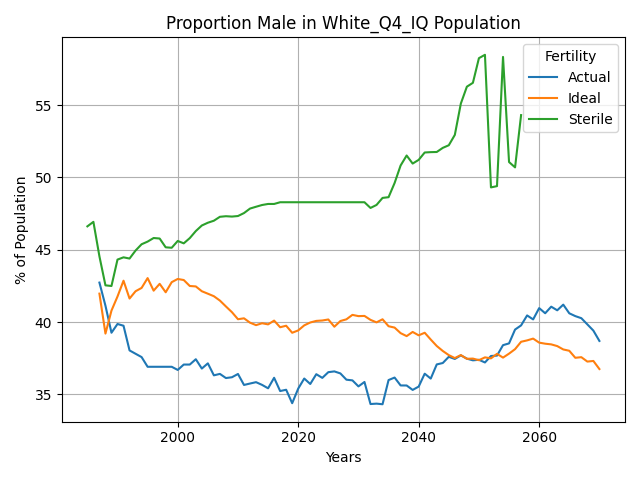 Proportion Male in White_Q4_IQ Population
Fertility
Actual
Ideal
Sterile
% of Population
55
50
45
40
35
2000
2020
2040
2060
Years